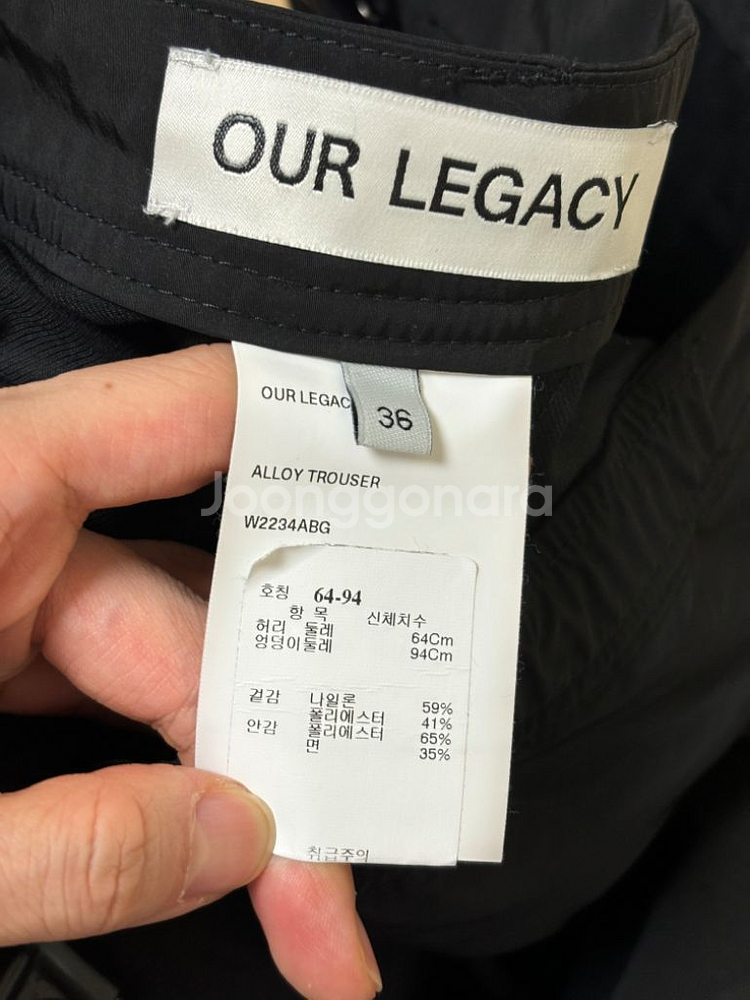 OUR LEGACY
OUR LEGAC
36
ALLOY TROUSER
Joonggonara
W2234ABG
호칭 64-94
항 목 신체치수
허리 둘레 64Cm
엉덩이둘레 94Cm
겉감 나일론 59%
폴리에스터 41%
안감 폴리에스터 65%
면 35%
취급주의